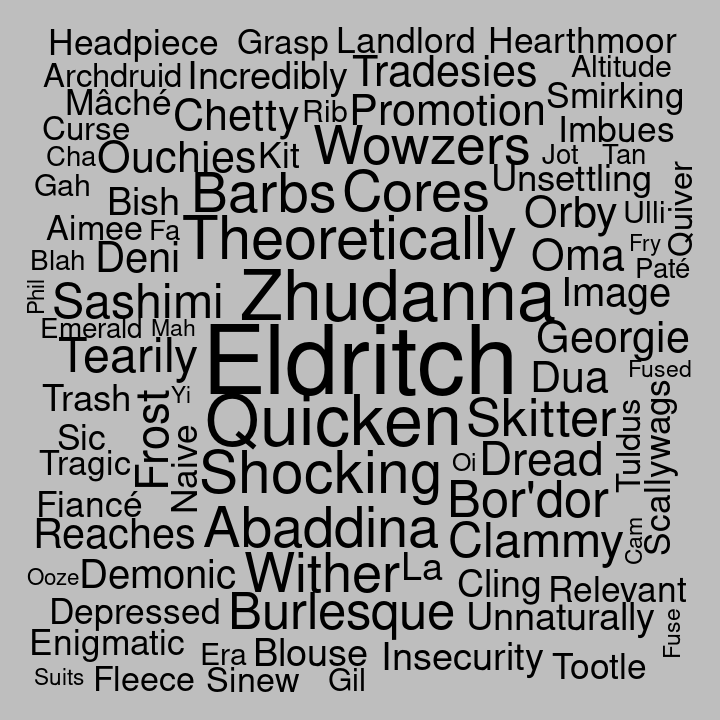 Headpiece Grasp Landlord Hearthmoor
Archdruid Incredibly Tradesies Altitude
Mâché Chetty Rib Promotion Smirking
Curse Wowzers Imbues
Cha Ouchies Kit Jot Tan
Gah Bish Barbs Cores Unsettling Quiver
Aimee Fa Theoretically Orby Ulli
Blah Deni Oma Fry Paté
Phil Sashimi Zhudanna Image
Emerald Mah Eldritch Georgie
Tearily Dua Fused
Trash Frost Yi Quicken Skitter Scallywags
Sic Naive Tuldus
Tragic Shocking Oi Dread
Fiancé Bor'dor
Reaches Abaddina Clammy Cam
Ooze Demonic Wither La Cling Relevant
Depressed Burlesque Unnaturally Fuse
Enigmatic Era Blouse Insecurity Tootle
Suits Fleece Sinew Gil